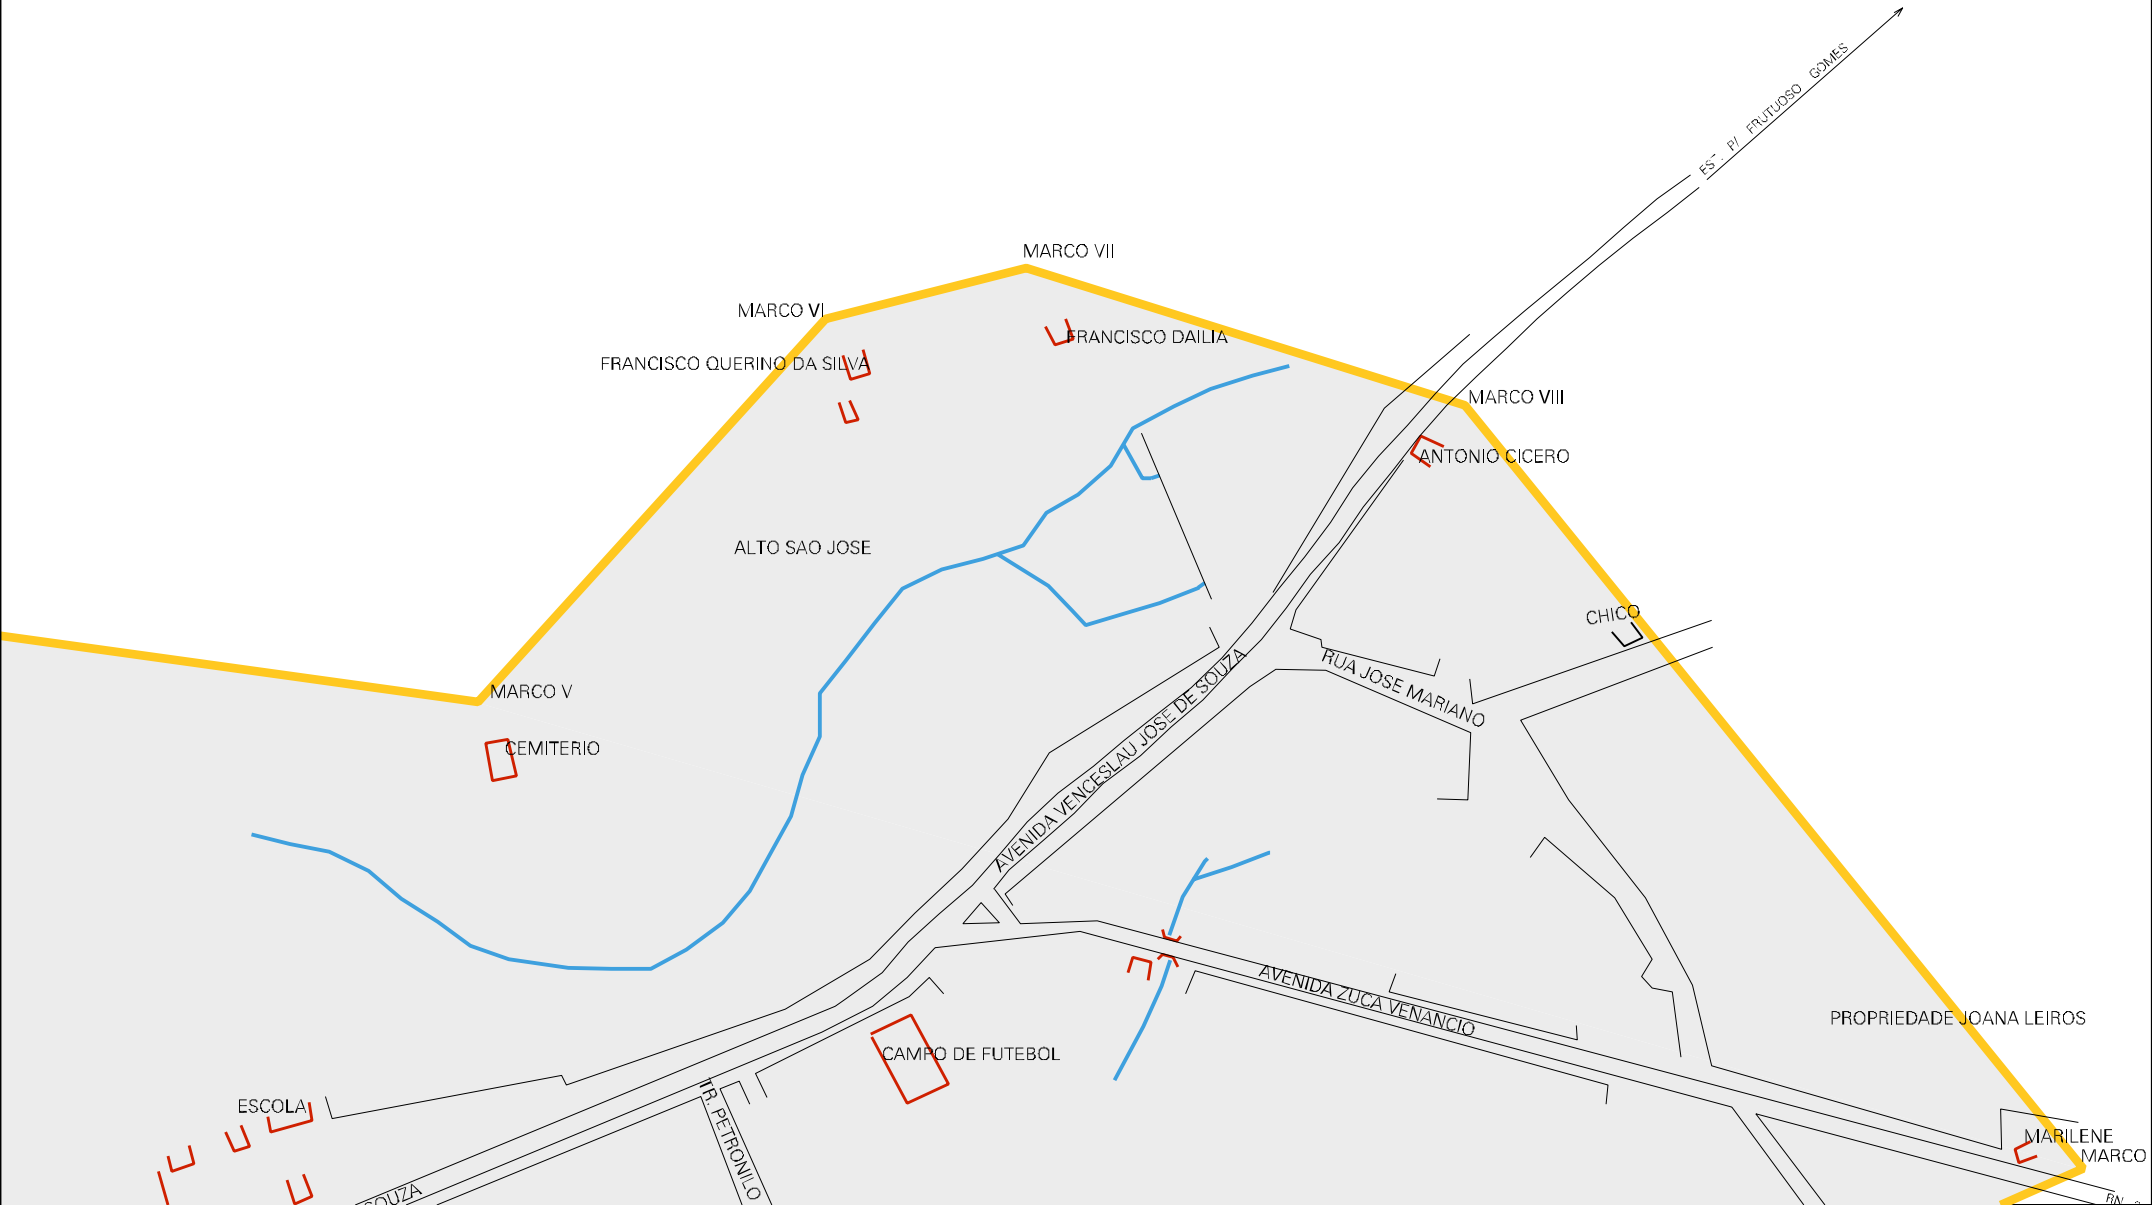 EST. P/ FRUTUOSO GOMES
MARCO VII
MARCO VI
FRANCISCO DAILIA
FRANCISCO QUERINO DA SILVA
MARCO VIII
ANTONIO CICERO
ALTO SAO JOSE
CHICO
RUA JOSE MARIANO
MARCO V
CEMITERIO
AVENIDA VENCESLAU JOSE DE SOUZA
AVENIDA ZUCA VENANCIO
PROPRIEDADE JOANA LEIROS
CAMPO DE FUTEBOL
ESCOLA
TR. PETRONILO
MARILENE
MARCO
SOUZA
RN